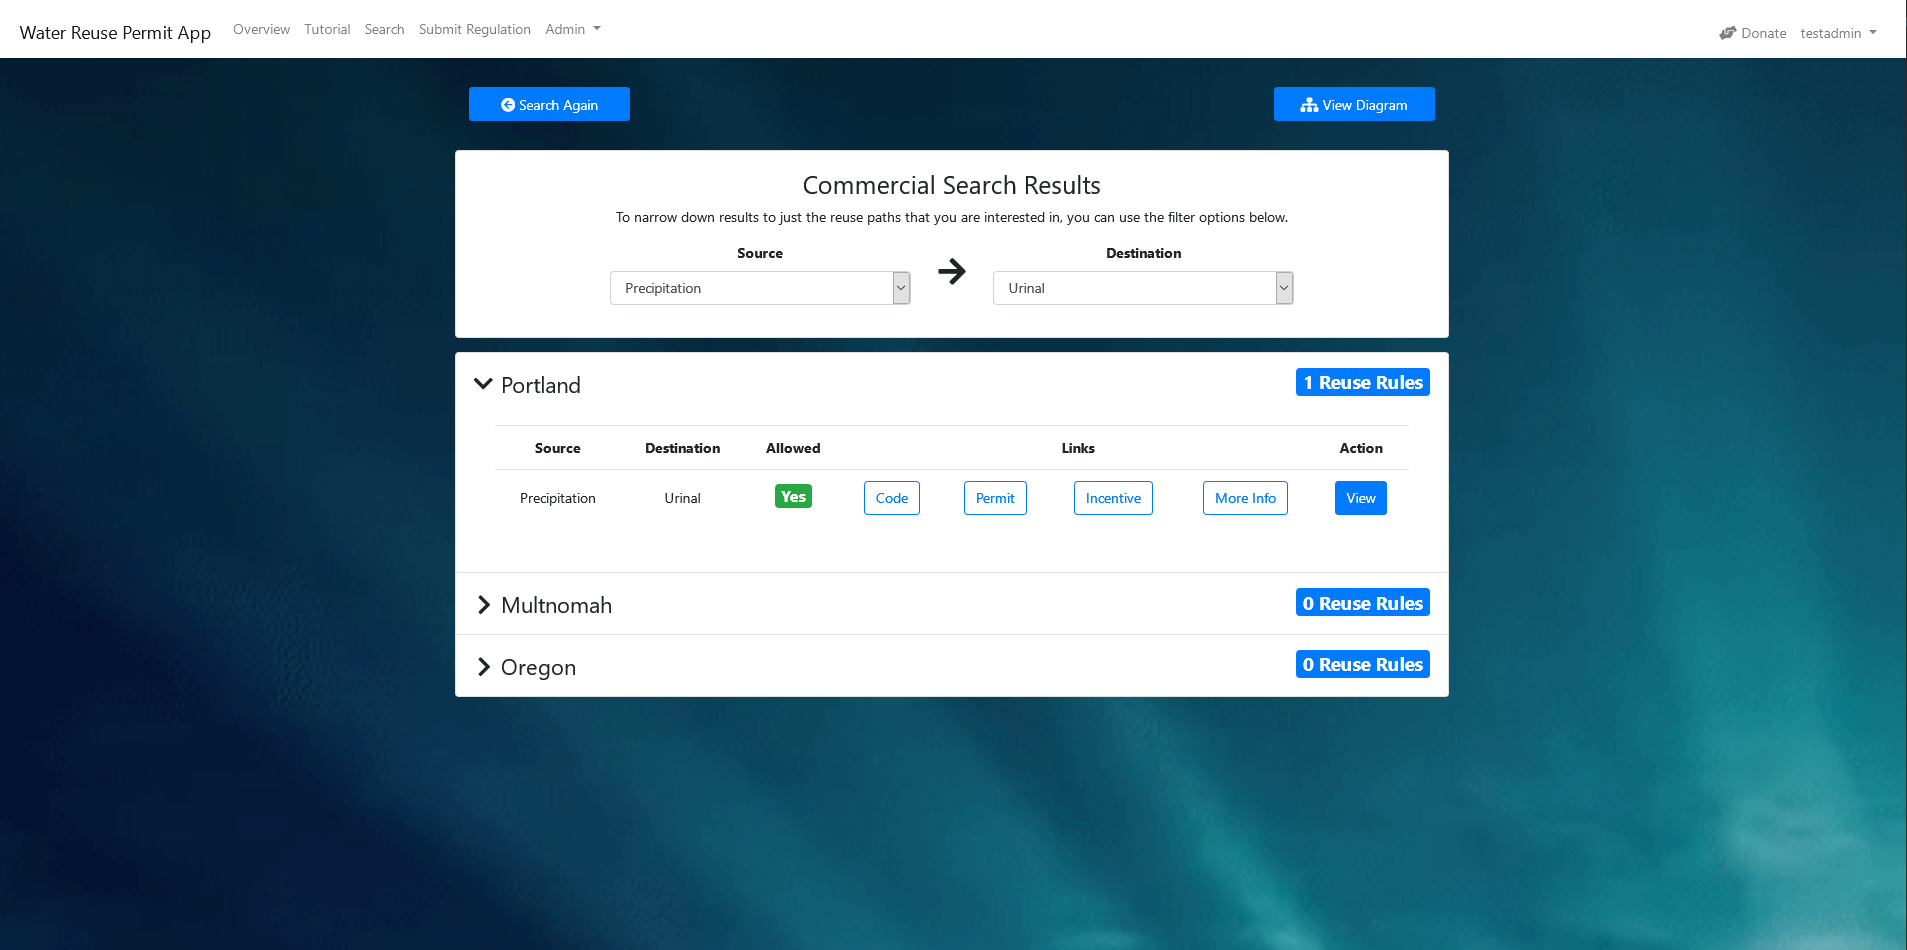 Water Reuse Permit App Overview Tutorial Search Submit Regulation Admin Donate testadmin
Search Again View Diagram
Commercial Search Results
To narrow down results to just the reuse paths that you are interested in, you can use the filter options below.
Source Destination
Precipitation Urinal
Portland 1 Reuse Rules
Source Destination Allowed Links Action
Precipitation Urinal Yes Code Permit Incentive More Info View
Multnomah 0 Reuse Rules
Oregon 0 Reuse Rules